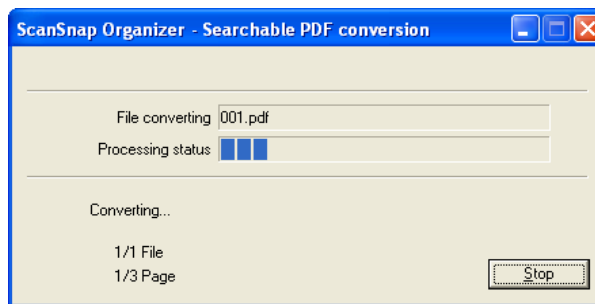 ScanSnap Organizer - Searchable PDF conversion
File converting 001.pdf
Processing status
Converting...
1/1 File
1/3 Page
Stop